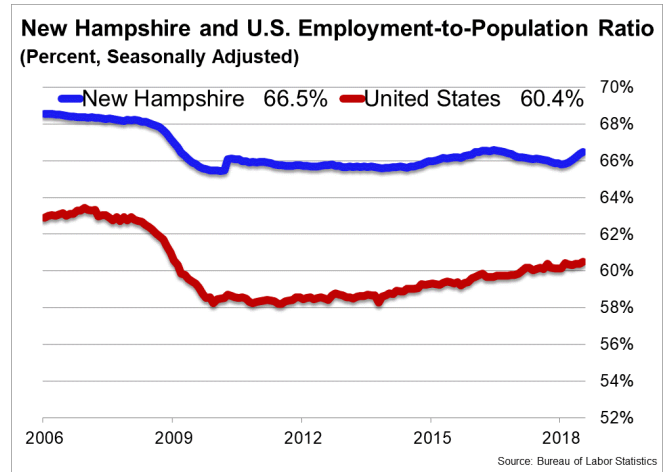 New Hampshire and U.S. Employment-to-Population Ratio
(Percent, Seasonally Adjusted)
New Hampshire 66.5% United States 60.4%
70%
68%
66%
64%
62%
60%
58%
56%
54%
52%
2006 2009 2012 2015 2018
Source: Bureau of Labor Statistics